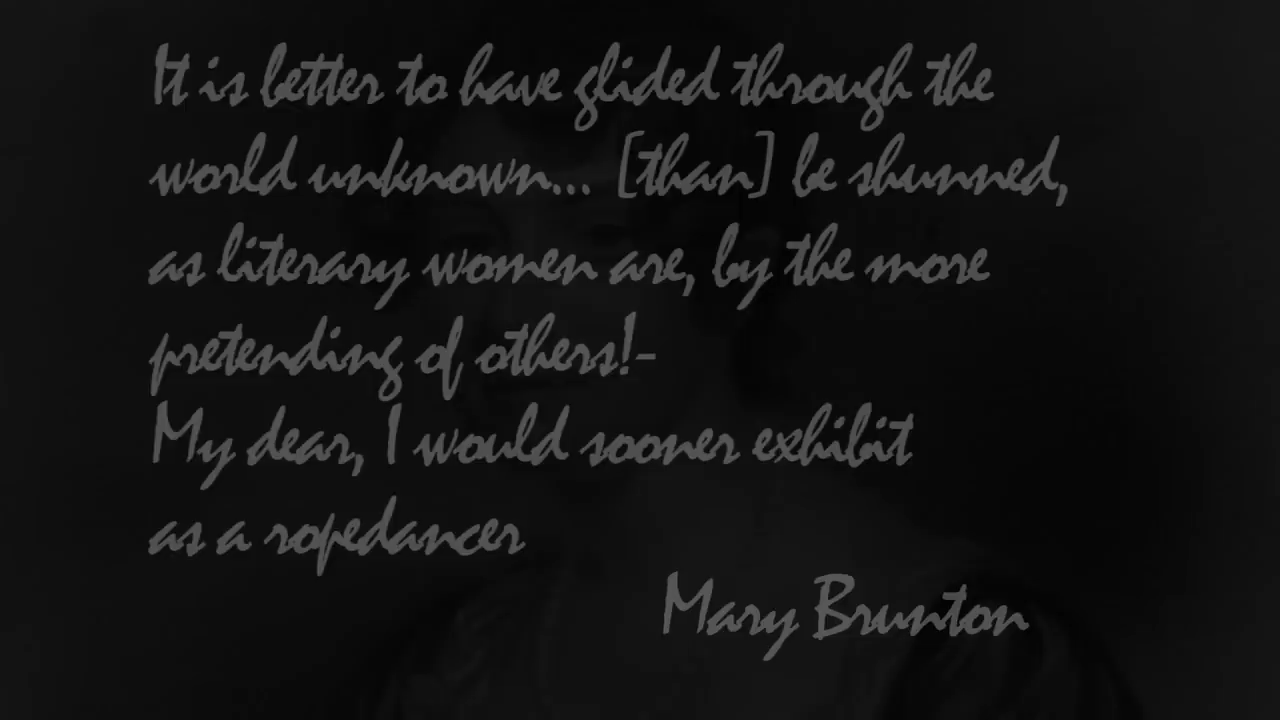 It is better to have glided through the
world unknown... [than] be shunned,
as literary women are, by the more
pretending of others!-
My dear, I would sooner exhibit
as a ropedancer
Mary Brunton